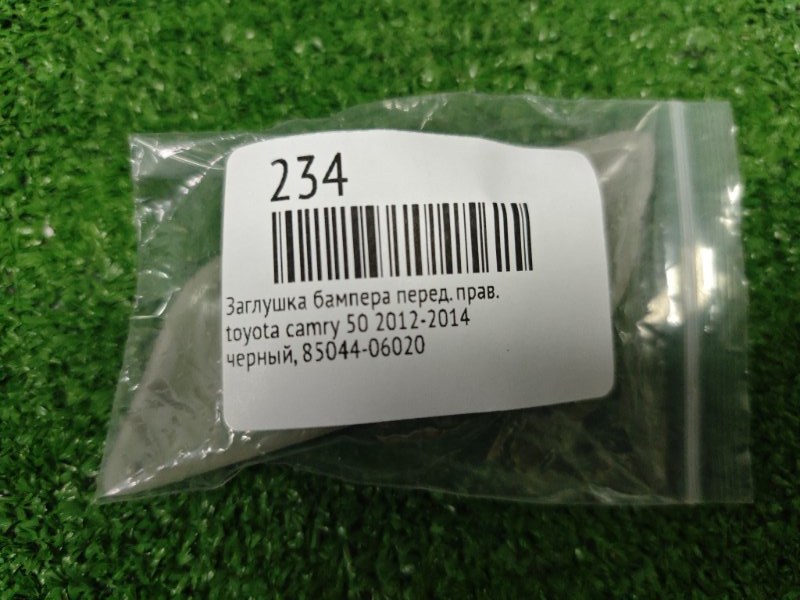 234
Заглушка бампера перед. прав.
toyota camry 50 2012-2014
черный, 85044-06020